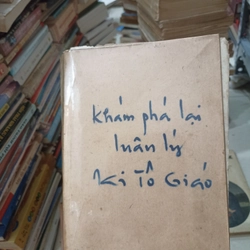 khám phá lại
luân lý
Ki Tô Giáo